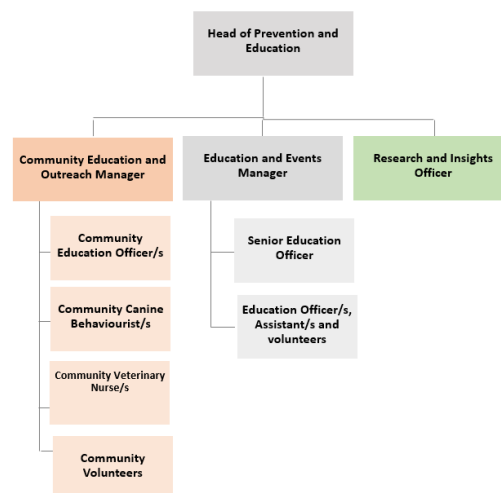 Head of Prevention and
Education
Community Education and
Outreach Manager
Education and Events
Manager
Research and Insights
Officer
Community
Education Officer/s
Senior Education
Officer
Community Canine
Behaviourist/s
Education Officer/s,
Assistant/s and
volunteers
Community Veterinary
Nurse/s
Community
Volunteers